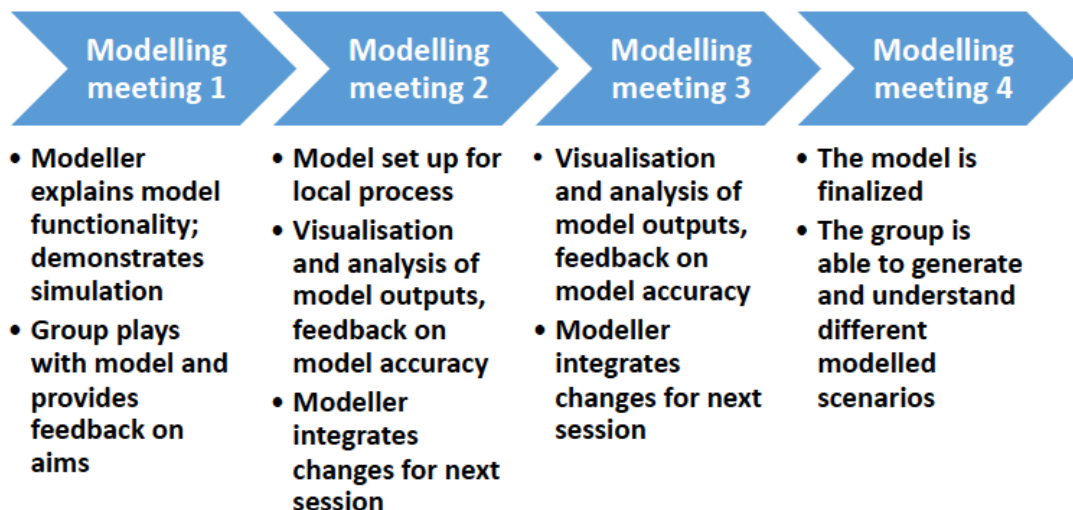 Modelling
meeting 1
Modelling
meeting 2
Modelling
meeting 3
Modelling
meeting 4
• Modeller
explains model
functionality;
demonstrates
simulation
• Group plays
with model and
provides
feedback on
aims
• Model set up for
local process
• Visualisation
and analysis of
model outputs,
feedback on
model accuracy
• Modeller
integrates
changes for next
session
• Visualisation
and analysis of
model outputs,
feedback on
model accuracy
• Modeller
integrates
changes for next
session
• The model is
finalized
• The group is
able to generate
and understand
different
modelled
scenarios